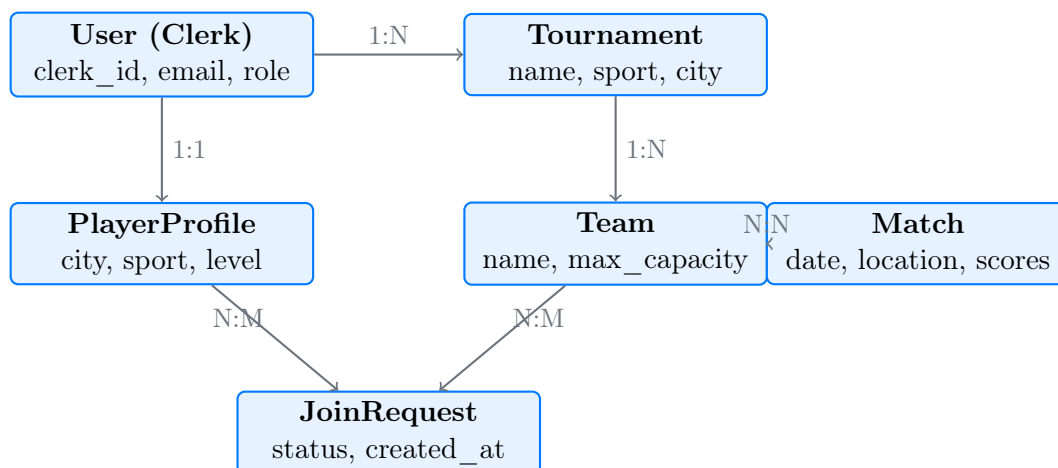 User (Clerk)
clerk_id, email, role
1:N
Tournament
name, sport, city
1:1
1:N
PlayerProfile
city, sport, level
Team
name, max_capacity
N:N
Match
date, location, scores
N:M
N:M
JoinRequest
status, created_at